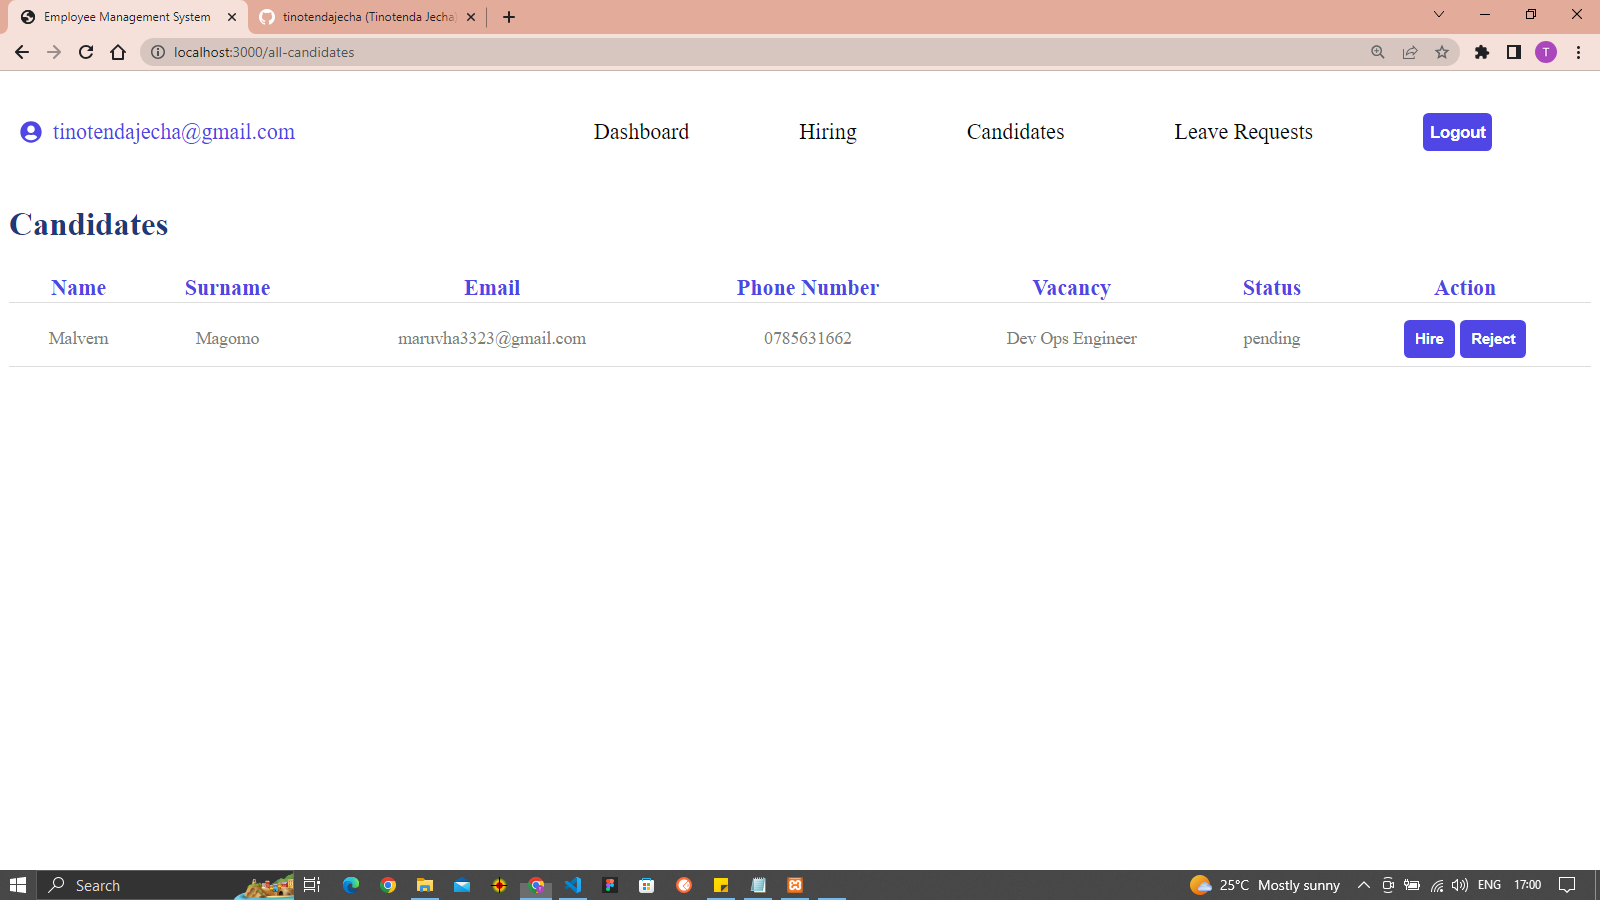 Employee Management System
tinotendajecha (Tinotenda Jecha)
localhost:3000/all-candidates
T
tinotendajecha@gmail.com Dashboard Hiring Candidates Leave Requests Logout
Candidates
Name Surname Email Phone Number Vacancy Status Action
Malvern Magomo maruvha3323@gmail.com 0785631662 Dev Ops Engineer pending Hire Reject
Search 25°C Mostly sunny ENG 17:00